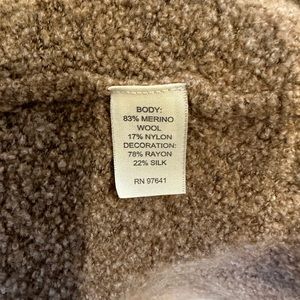 BODY:
83% MERINO
WOOL
17% NYLON
DECORATION:
78% RAYON
22% SILK
RN 97641